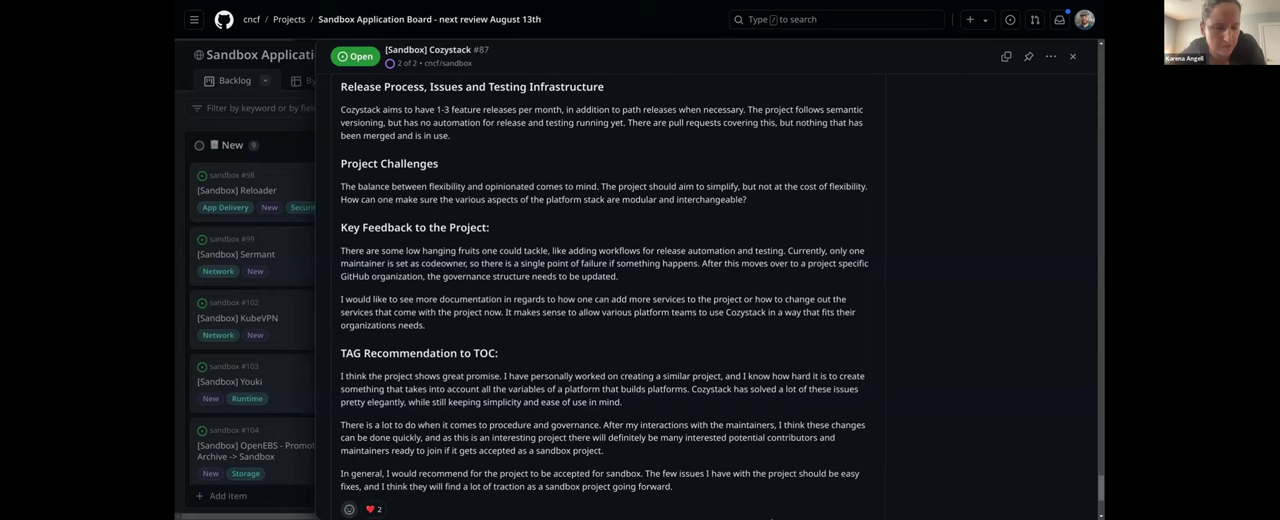 cncf / Projects / Sandbox Application Board - next review August 13th
Type / to search
Karena Angell
Sandbox Applicati
Backlog
By
Filter by keyword or by fiel
New 9
sandbox #98
[Sandbox] Reloader
App Delivery New Securi
sandbox #99
[Sandbox] Sermant
Network New
sandbox #102
[Sandbox] KubeVPN
Network New
sandbox #103
[Sandbox] Youki
New Runtime
sandbox #104
[Sandbox] OpenEBS - Promot
Archive -> Sandbox
New Storage
+ Add item
Open
[Sandbox] Cozystack #87
2 of 2 • cncf/sandbox
Release Process, Issues and Testing Infrastructure
Cozystack aims to have 1-3 feature releases per month, in addition to path releases when necessary. The project follows semantic
versioning, but has no automation for release and testing running yet. There are pull requests covering this, but nothing that has
been merged and is in use.
Project Challenges
The balance between flexibility and opinionated comes to mind. The project should aim to simplify, but not at the cost of flexibility.
How can one make sure the various aspects of the platform stack are modular and interchangeable?
Key Feedback to the Project:
There are some low hanging fruits one could tackle, like adding workflows for release automation and testing. Currently, only one
maintainer is set as codeowner, so there is a single point of failure if something happens. After this moves over to a project specific
GitHub organization, the governance structure needs to be updated.
I would like to see more documentation in regards to how one can add more services to the project or how to change out the
services that come with the project now. It makes sense to allow various platform teams to use Cozystack in a way that fits their
organizations needs.
TAG Recommendation to TOC:
I think the project shows great promise. I have personally worked on creating a similar project, and I know how hard it is to create
something that takes into account all the variables of a platform that builds platforms. Cozystack has solved a lot of these issues
pretty elegantly, while still keeping simplicity and ease of use in mind.
There is a lot to do when it comes to procedure and governance. After my interactions with the maintainers, I think these changes
can be done quickly, and as this is an interesting project there will definitely be many interested potential contributors and
maintainers ready to join if it gets accepted as a sandbox project.
In general, I would recommend for the project to be accepted for sandbox. The few issues I have with the project should be easy
fixes, and I think they will find a lot of traction as a sandbox project going forward.
2